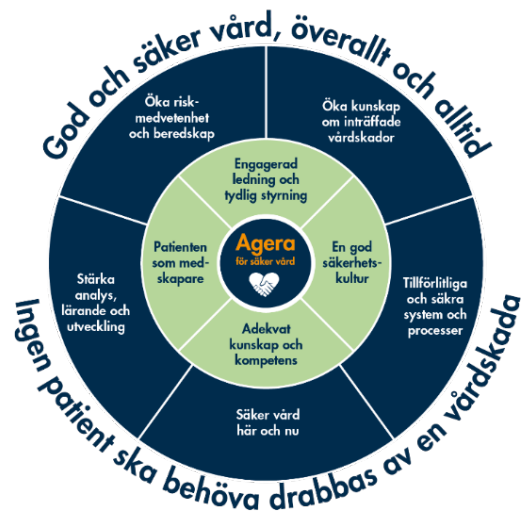 God och säker vård, överallt och alltid
Öka risk-
medvetenhet
och beredskap
Öka kunskap
om inträffade
vårdskador
Engagerad
ledning och
tydlig styrning
Patienten
som med-
skapare
Agera
för säker vård
En god
säkerhets-
kultur
Stärka
analys,
lärande och
utveckling
Tillförlitliga
och säkra
system och
processer
Adekvat
kunskap och
kompetens
Säker vård
här och nu
Ingen patient ska behöva drabbas av en vårdskada